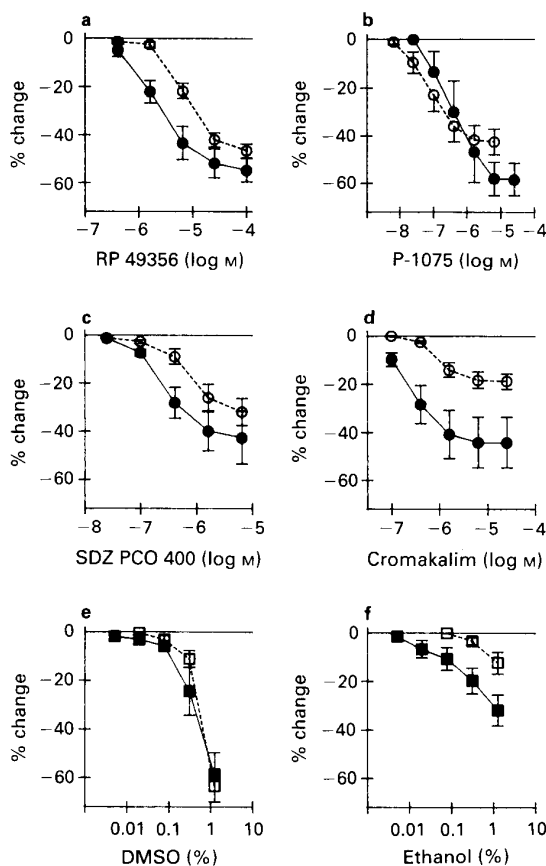 a
0
−20
−40
−60
% change
−7 −6 −5 −4
RP 49356 (log M)
b
0
−20
−40
−60
% change
−8 −7 −6 −5 −4
P-1075 (log M)
c
0
−20
−40
−60
% change
−8 −7 −6 −5
SDZ PCO 400 (log M)
d
0
−20
−40
−60
% change
−7 −6 −5 −4
Cromakalim (log M)
e
0
−20
−40
−60
% change
0.01 0.1 1 10
DMSO (%)
f
0
−20
−40
−60
% change
0.01 0.1 1 10
Ethanol (%)